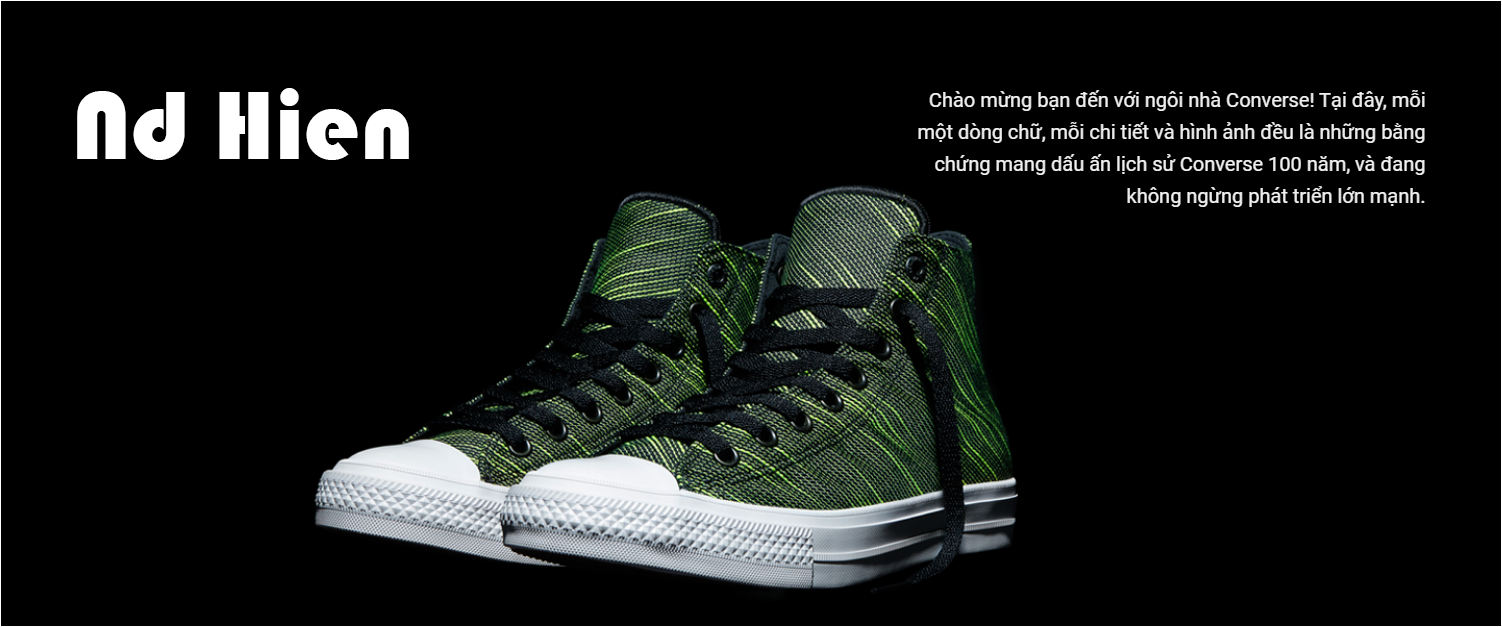 Nd Hien
Chào mừng bạn đến với ngôi nhà Converse! Tại đây, mỗi
một dòng chữ, mỗi chi tiết và hình ảnh đều là những bằng
chứng mang dấu ấn lịch sử Converse 100 năm, và đang
không ngừng phát triển lớn mạnh.